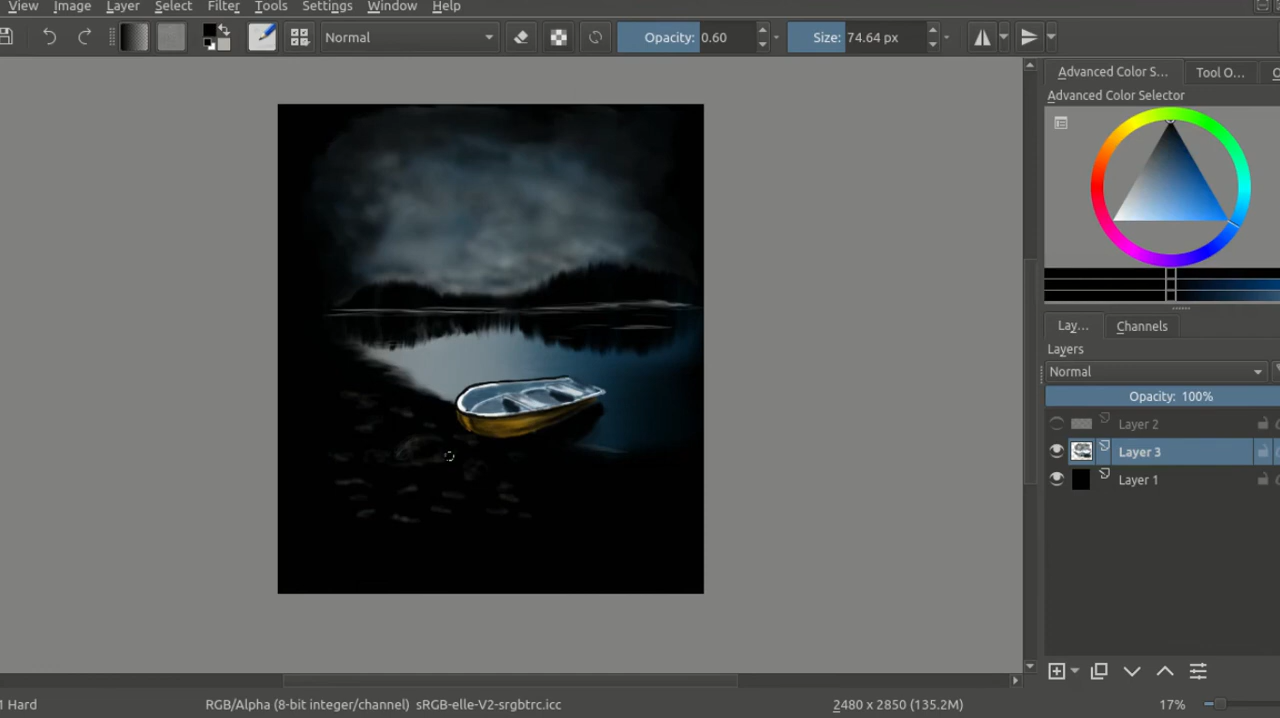 View Image Layer Select Filter Tools Settings Window Help
Normal Opacity: 0.60 Size: 74.64 px
Advanced Color S... Tool O...
Advanced Color Selector
Lay... Channels
Layers
Normal
Opacity: 100%
Layer 2
Layer 3
Layer 1
Hard RGB/Alpha (8-bit integer/channel) sRGB-elle-V2-srgbtrc.icc 2480 x 2850 (135.2M) 17%